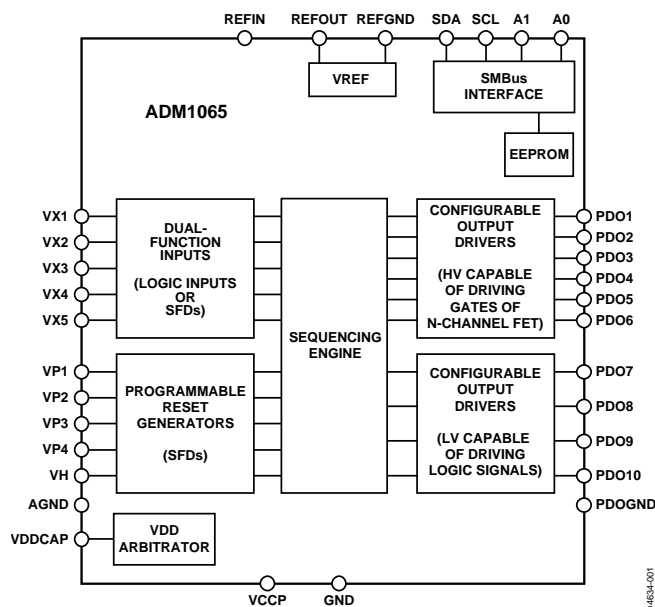 REFIN REFOUT REFGND SDA SCL A1 A0
VREF
SMBus
INTERFACE
ADM1065
EEPROM
VX1
VX2
VX3
VX4
VX5
DUAL-
FUNCTION
INPUTS
(LOGIC INPUTS
OR
SFDs)
VP1
VP2
VP3
VP4
VH
PROGRAMMABLE
RESET
GENERATORS
(SFDs)
AGND
VDDCAP
VDD
ARBITRATOR
SEQUENCING
ENGINE
CONFIGURABLE
OUTPUT
DRIVERS
(HV CAPABLE
OF DRIVING
GATES OF
N-CHANNEL FET)
PDO1
PDO2
PDO3
PDO4
PDO5
PDO6
CONFIGURABLE
OUTPUT
DRIVERS
(LV CAPABLE
OF DRIVING
LOGIC SIGNALS)
PDO7
PDO8
PDO9
PDO10
PDOGND
VCCP GND
04634-001